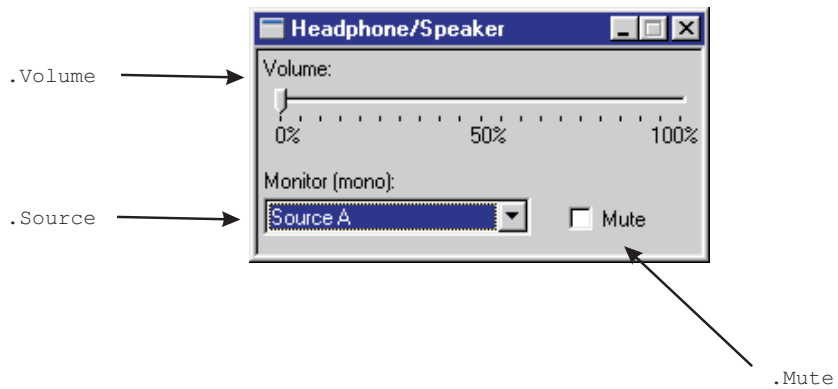 Headphone/Speaker
.Volume
Volume:
0% 50% 100%
Monitor (mono):
.Source
Source A
Mute
.Mute